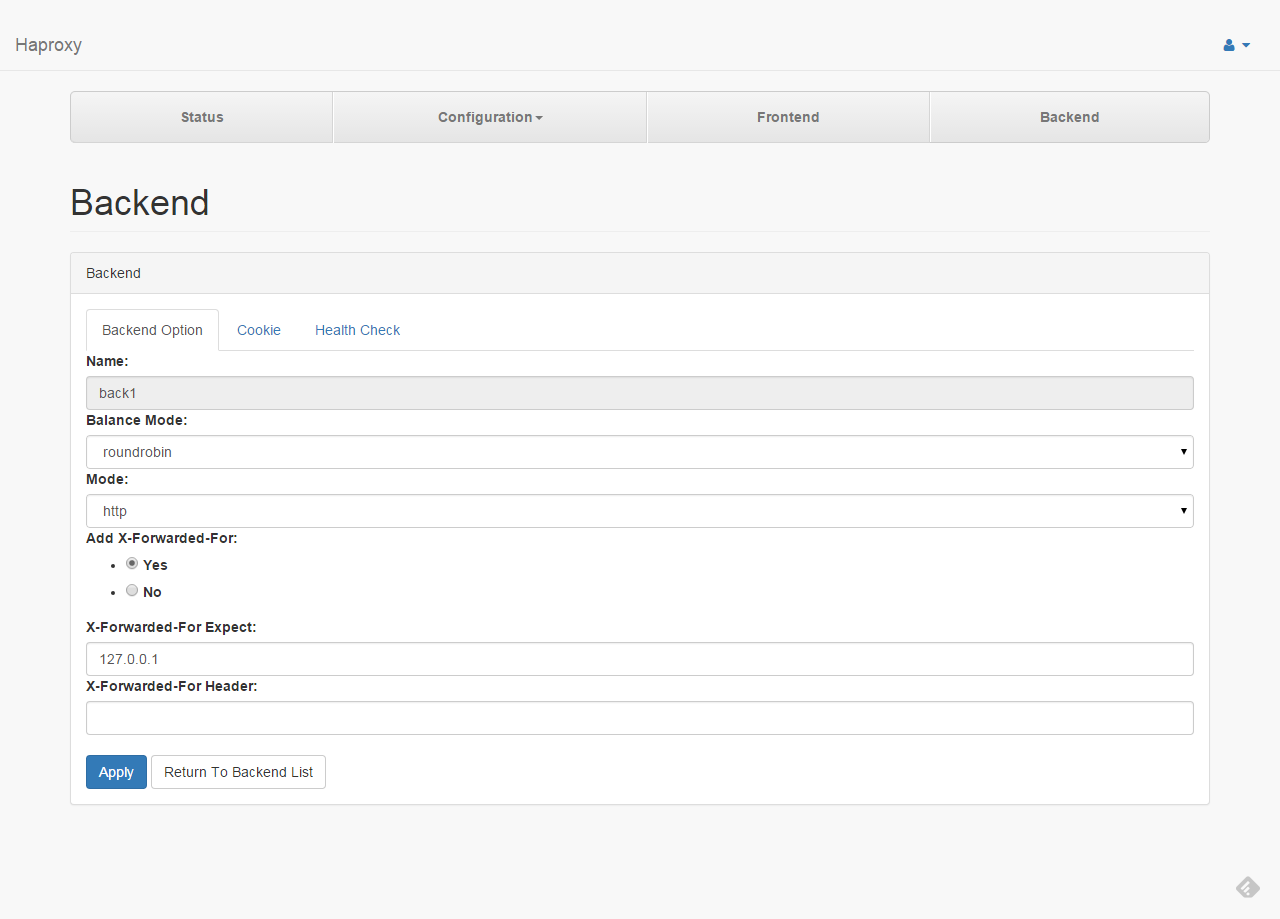 Haproxy
Status Configuration Frontend Backend
Backend
Backend
Backend Option Cookie Health Check
Name:
back1
Balance Mode:
roundrobin
Mode:
http
Add X-Forwarded-For:
Yes
No
X-Forwarded-For Expect:
127.0.0.1
X-Forwarded-For Header:
Apply Return To Backend List